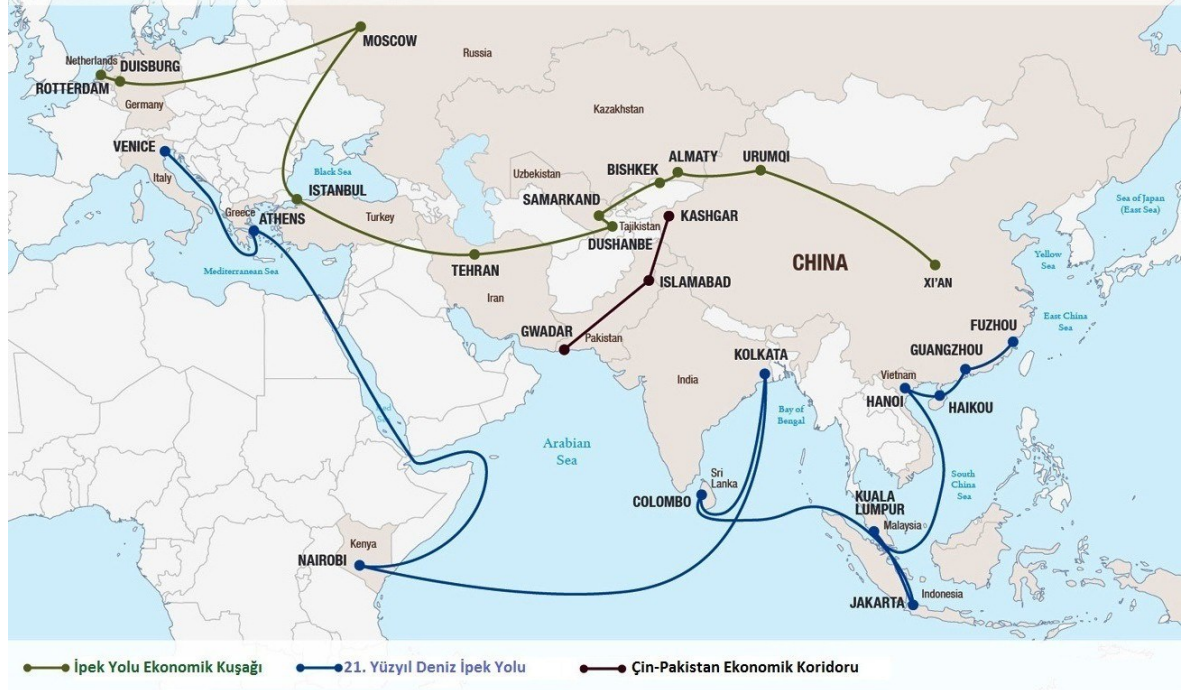 MOSCOW
Russia
Netherlands
DUISBURG
ROTTERDAM
Germany
Kazakhstan
VENICE
Italy
Black Sea
ISTANBUL
Uzbekistan
BISHKEK
ALMATY
URUMQI
SAMARKAND
Greece
ATHENS
Turkey
Tajikistan
KASHGAR
DUSHANBE
Sea of Japan
(East Sea)
Mediterranean Sea
TEHRAN
Iran
ISLAMABAD
CHINA
XI'AN
Yellow
Sea
GWADAR
Pakistan
East China
Sea
FUZHOU
GUANGZHOU
KOLKATA
India
Vietnam
HANOI
HAIKOU
Bay of
Bengal
Red
Sea
Arabian
Sea
Sri
Lanka
COLOMBO
South
China
Sea
KUALA
LUMPUR
Malaysia
Kenya
NAIROBI
JAKARTA
Indonesia
İpek Yolu Ekonomik Kuşağı
21. Yüzyıl Deniz İpek Yolu
Çin-Pakistan Ekonomik Koridoru